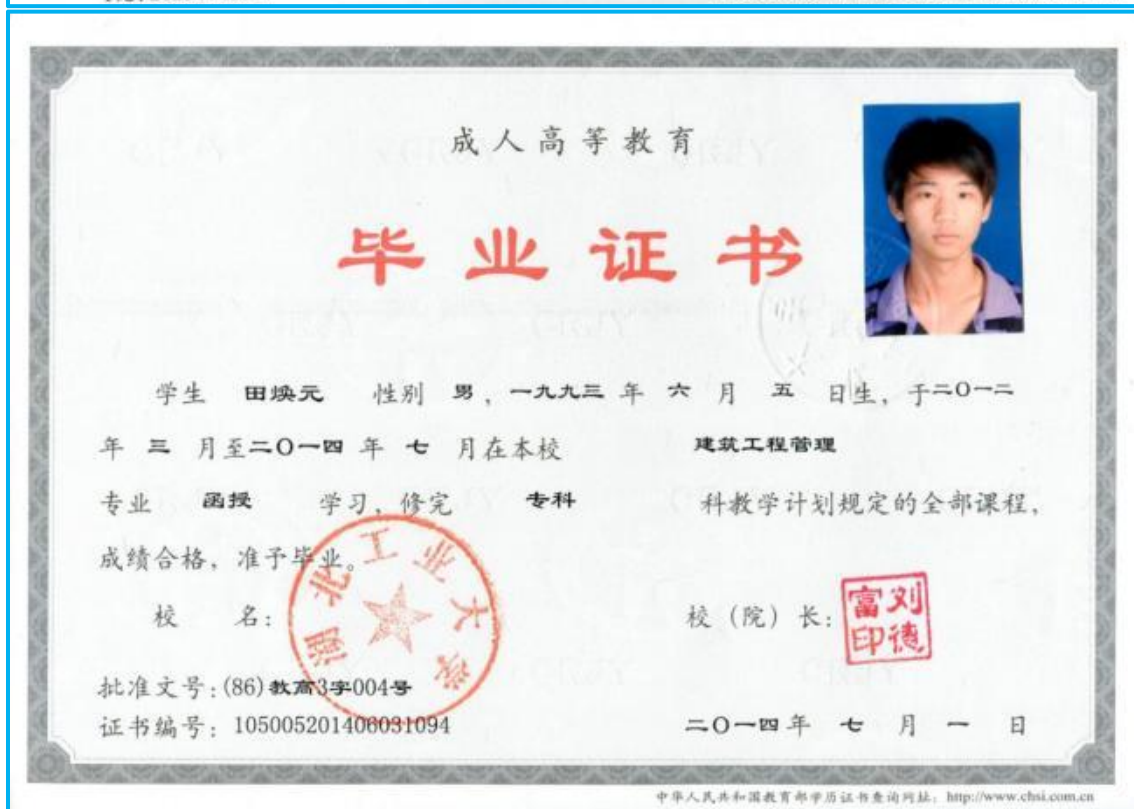 成人高等教育
毕业证书
学生 田焕元 性别 男，一九九三 年 六 月 五 日生，于二〇一二
年 三 月至二〇一四 年 七 月在本校 建筑工程管理
专业 函授 学习，修完 专科 科教学计划规定的全部课程，
成绩合格，准予毕业。
校 名：
湖北工业大学
校（院）长：
刘德富印
批准文号：(86)教高3字004号
证书编号：105005201406031094
二〇一四 年 七 月 一 日
中华人民共和国教育部学历证书查询网址：http://www.chsi.com.cn